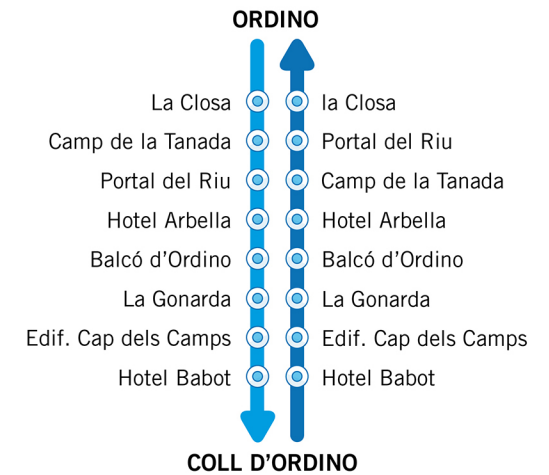 ORDINO
La Closa
la Closa
Camp de la Tanada
Portal del Riu
Portal del Riu
Camp de la Tanada
Hotel Arbella
Hotel Arbella
Balcó d’Ordino
Balcó d’Ordino
La Gonarda
La Gonarda
Edif. Cap dels Camps
Edif. Cap dels Camps
Hotel Babot
Hotel Babot
COLL D’ORDINO